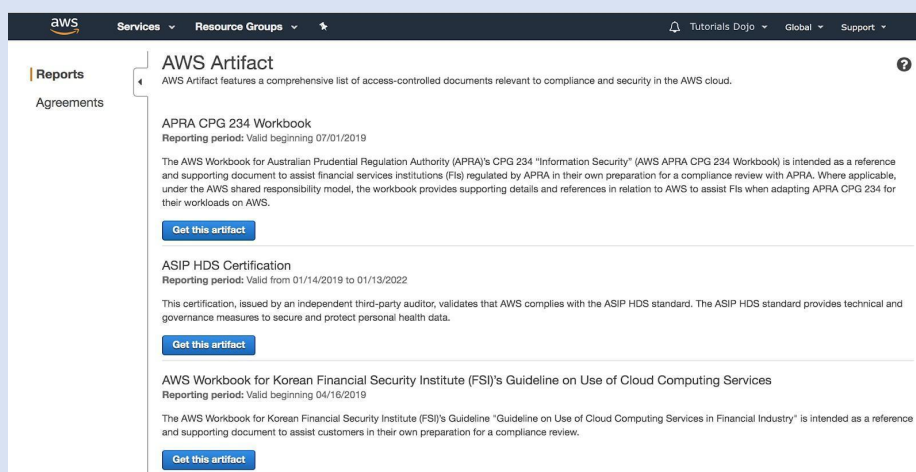 aws Services Resource Groups Tutorials Dojo Global Support
Reports
Agreements
AWS Artifact
AWS Artifact features a comprehensive list of access-controlled documents relevant to compliance and security in the AWS cloud.
APRA CPG 234 Workbook
Reporting period: Valid beginning 07/01/2019
The AWS Workbook for Australian Prudential Regulation Authority (APRA)'s CPG 234 "Information Security" (AWS APRA CPG 234 Workbook) is intended as a reference
and supporting document to assist financial services institutions (FIs) regulated by APRA in their own preparation for a compliance review with APRA. Where applicable,
under the AWS shared responsibility model, the workbook provides supporting details and references in relation to AWS to assist FIs when adapting APRA CPG 234 for
their workloads on AWS.
Get this artifact
ASIP HDS Certification
Reporting period: Valid from 01/14/2019 to 01/13/2022
This certification, issued by an independent third-party auditor, validates that AWS complies with the ASIP HDS standard. The ASIP HDS standard provides technical and
governance measures to secure and protect personal health data.
Get this artifact
AWS Workbook for Korean Financial Security Institute (FSI)'s Guideline on Use of Cloud Computing Services
Reporting period: Valid beginning 04/16/2019
The AWS Workbook for Korean Financial Security Institute (FSI)'s Guideline "Guideline on Use of Cloud Computing Services in Financial Industry" is intended as a reference
and supporting document to assist customers in their own preparation for a compliance review.
Get this artifact